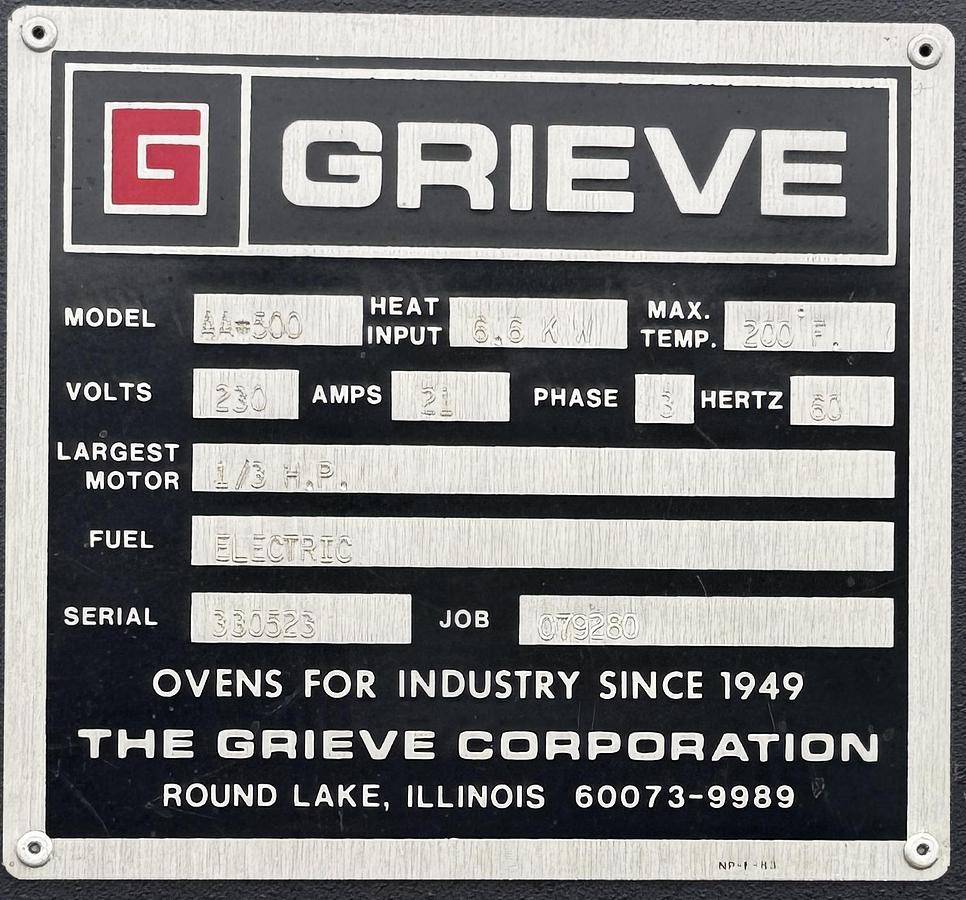 G GRIEVE
MODEL AA-500 HEAT INPUT 6.6 KW MAX. TEMP. 200°F.
VOLTS 230 AMPS 21 PHASE 3 HERTZ 60
LARGEST MOTOR 1/3 H.P.
FUEL ELECTRIC
SERIAL 330523 JOB 079280
OVENS FOR INDUSTRY SINCE 1949
THE GRIEVE CORPORATION
ROUND LAKE, ILLINOIS 60073-9989